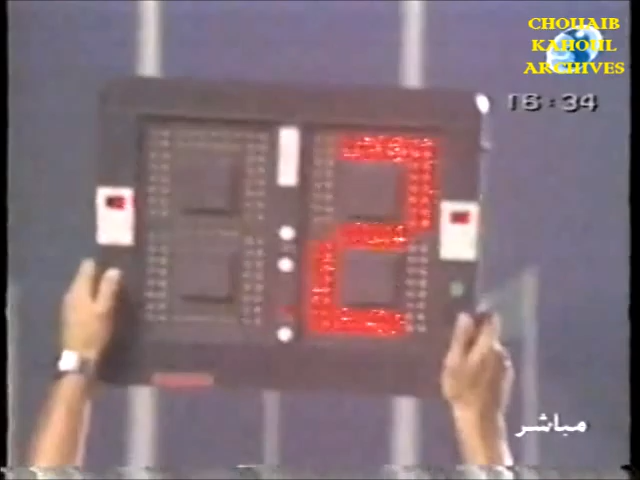 CHOUAIB
KAHOUL
ARCHIVES
16:34
2
مباشر